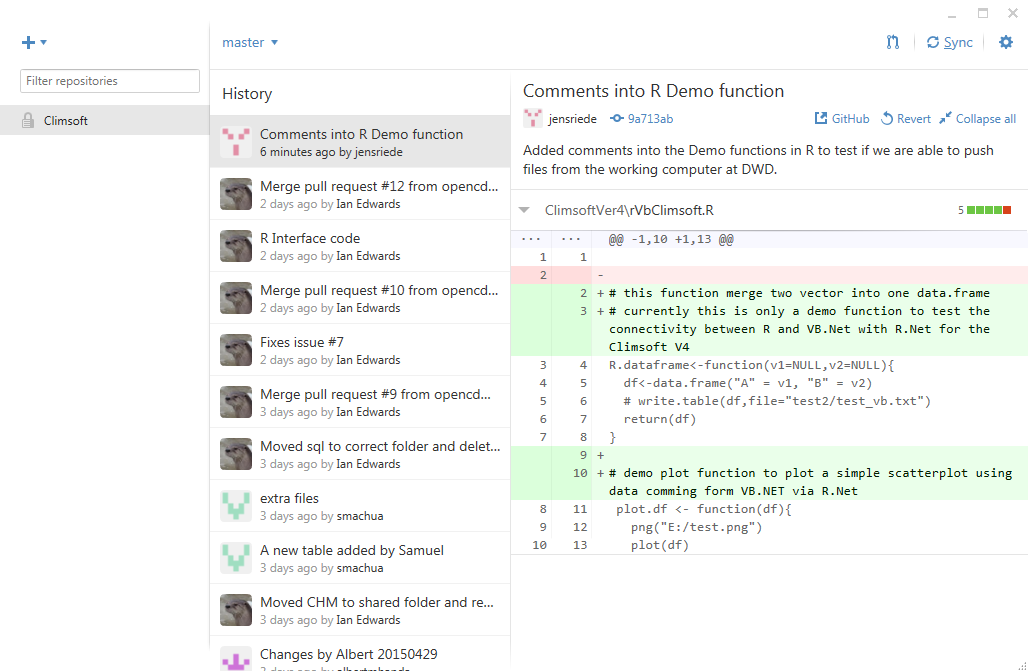 master
Sync
Filter repositories
Climsoft
History
Comments into R Demo function
6 minutes ago by jensriede
Merge pull request #12 from opencd...
2 days ago by Ian Edwards
R Interface code
2 days ago by Ian Edwards
Merge pull request #10 from opencd...
2 days ago by Ian Edwards
Fixes issue #7
2 days ago by Ian Edwards
Merge pull request #9 from opencd...
3 days ago by Ian Edwards
Moved sql to correct folder and delet...
3 days ago by Ian Edwards
extra files
3 days ago by smachua
A new table added by Samuel
3 days ago by smachua
Moved CHM to shared folder and re...
3 days ago by Ian Edwards
Changes by Albert 20150429
3 days ago by
Comments into R Demo function
jensriede 9a713ab GitHub Revert Collapse all
Added comments into the Demo functions in R to test if we are able to push
files from the working computer at DWD.
ClimsoftVer4\rVbClimsoft.R 5
... ... @@ -1,10 +1,13 @@
1 1
2 -
2 + # this function merge two vector into one data.frame
3 + # currently this is only a demo function to test the
connectivity between R and VB.Net with R.Net for the
Climsoft V4
3 4 R.dataframe<-function(v1=NULL,v2=NULL){
4 5 df<-data.frame("A" = v1, "B" = v2)
5 6 # write.table(df,file="test2/test_vb.txt")
6 7 return(df)
7 8 }
9 +
10 + # demo plot function to plot a simple scatterplot using
data comming form VB.NET via R.Net
8 11 plot.df <- function(df){
9 12 png("E:/test.png")
10 13 plot(df)